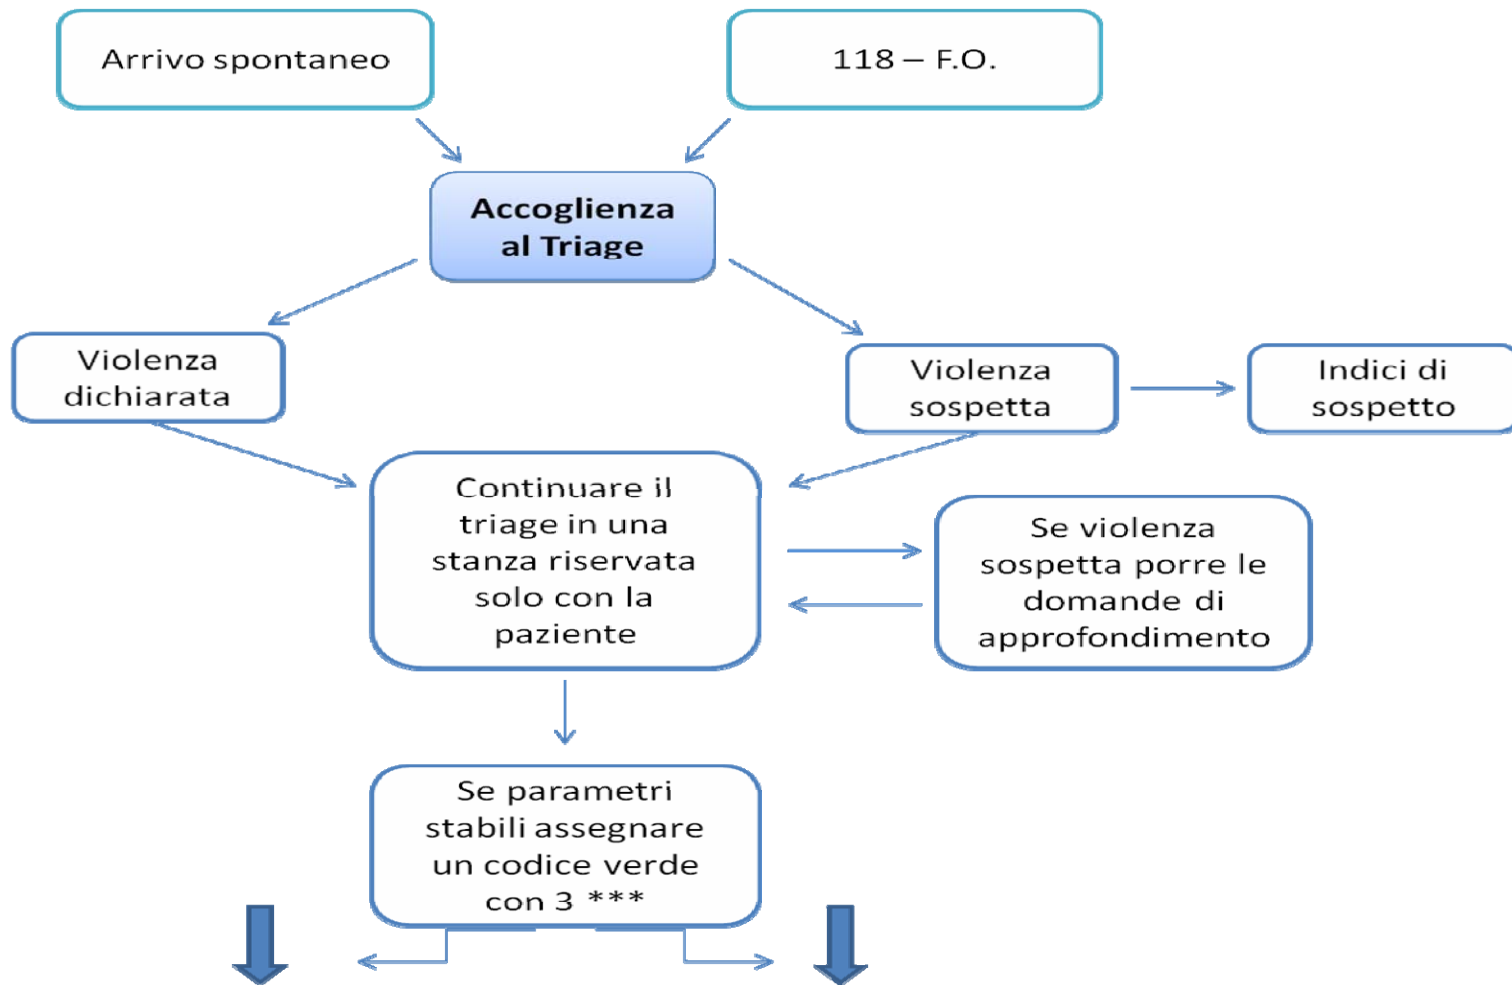 Arrivo spontaneo
118 – F.O.
Accoglienza
al Triage
Violenza
dichiarata
Violenza
sospetta
Indici di
sospetto
Continuare il
triage in una
stanza riservata
solo con la
paziente
Se violenza
sospetta porre le
domande di
approfondimento
Se parametri
stabili assegnare
un codice verde
con 3 ***